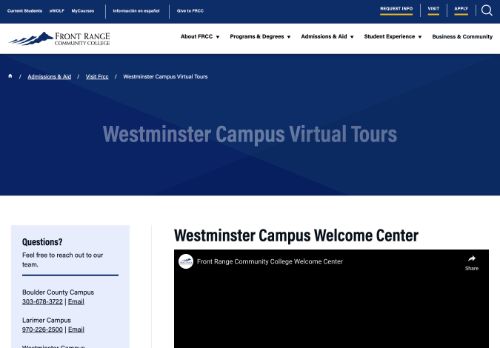 Current Students eWOLF MyCourses Información en español Give to FRCC REQUEST INFO VISIT APPLY
FRONT RANGE
COMMUNITY COLLEGE
About FRCC ▼ Programs & Degrees ▼ Admissions & Aid ▼ Student Experience ▼ Business & Community
/ Admissions & Aid / Visit Frcc / Westminster Campus Virtual Tours
Westminster Campus Virtual Tours
Questions?
Feel free to reach out to our
team.
Boulder County Campus
303-678-3722 | Email
Larimer Campus
970-226-2500 | Email
Westminster Campus
Westminster Campus Welcome Center
Front Range Community College Welcome Center
Share